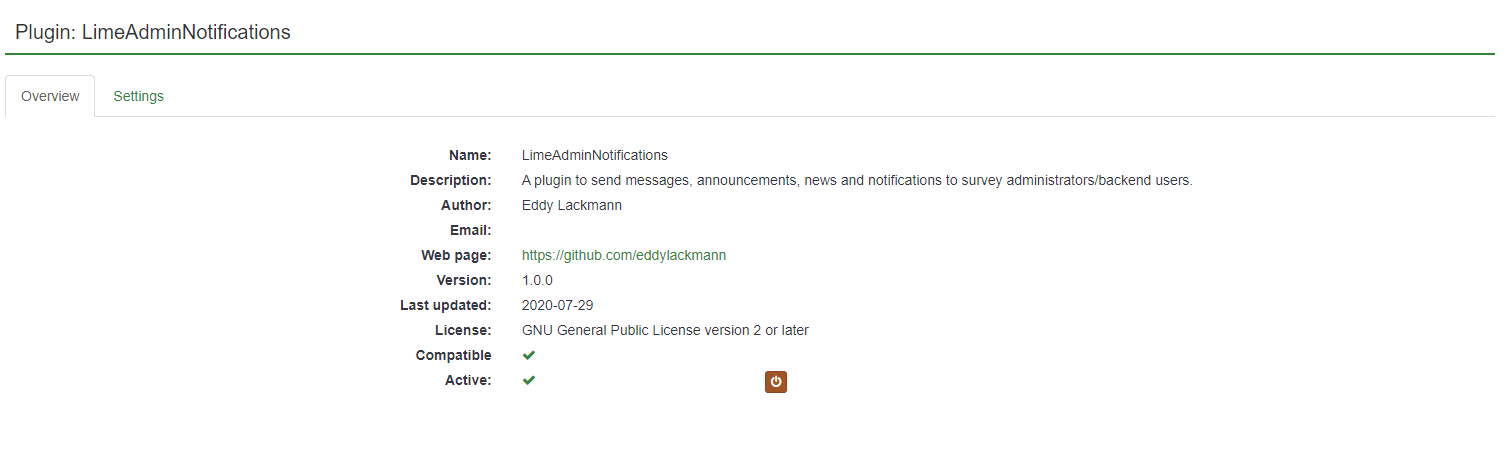 Plugin: LimeAdminNotifications
Overview Settings
Name: LimeAdminNotifications
Description: A plugin to send messages, announcements, news and notifications to survey administrators/backend users.
Author: Eddy Lackmann
Email:
Web page: https://github.com/eddylackmann
Version: 1.0.0
Last updated: 2020-07-29
License: GNU General Public License version 2 or later
Compatible
Active: